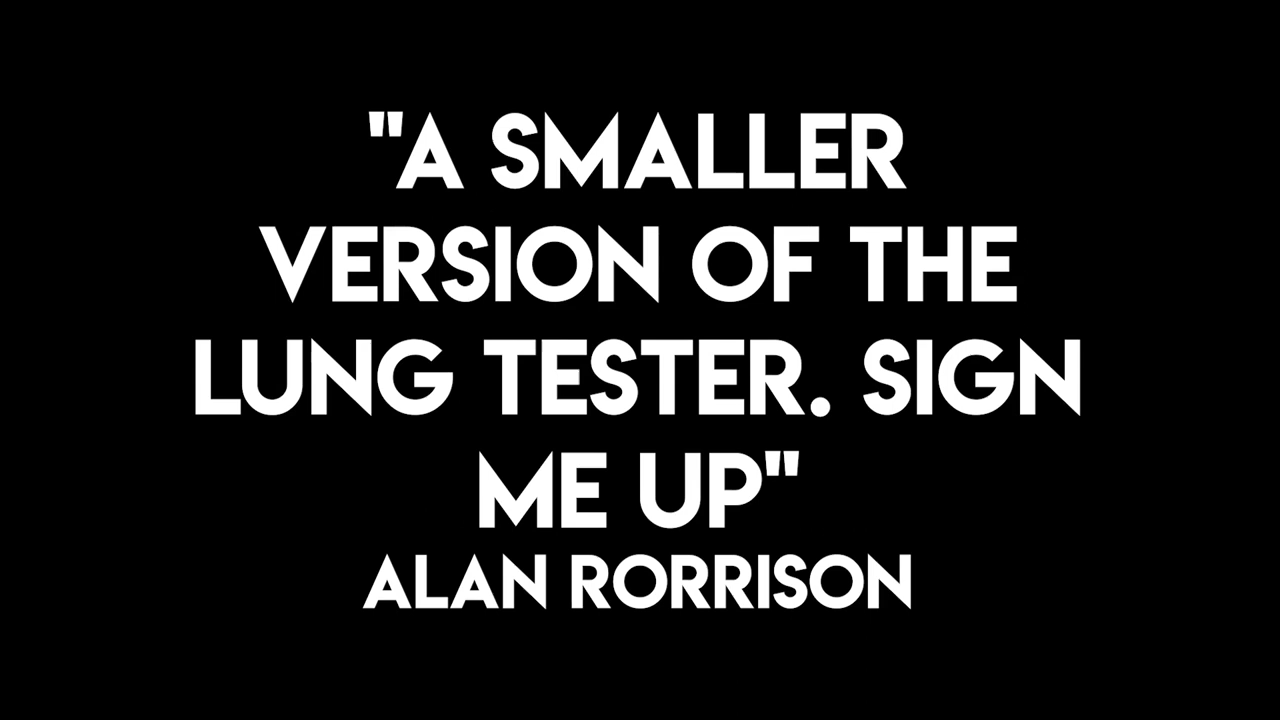 "A SMALLER
VERSION OF THE
LUNG TESTER. SIGN
ME UP"
ALAN RORRISON